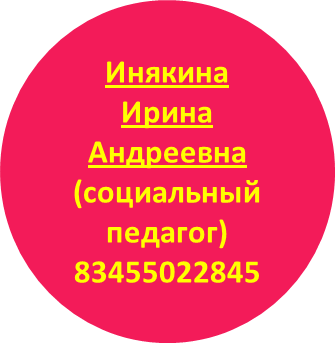 Инякина
Ирина
Андреевна
(социальный
педагог)
83455022845